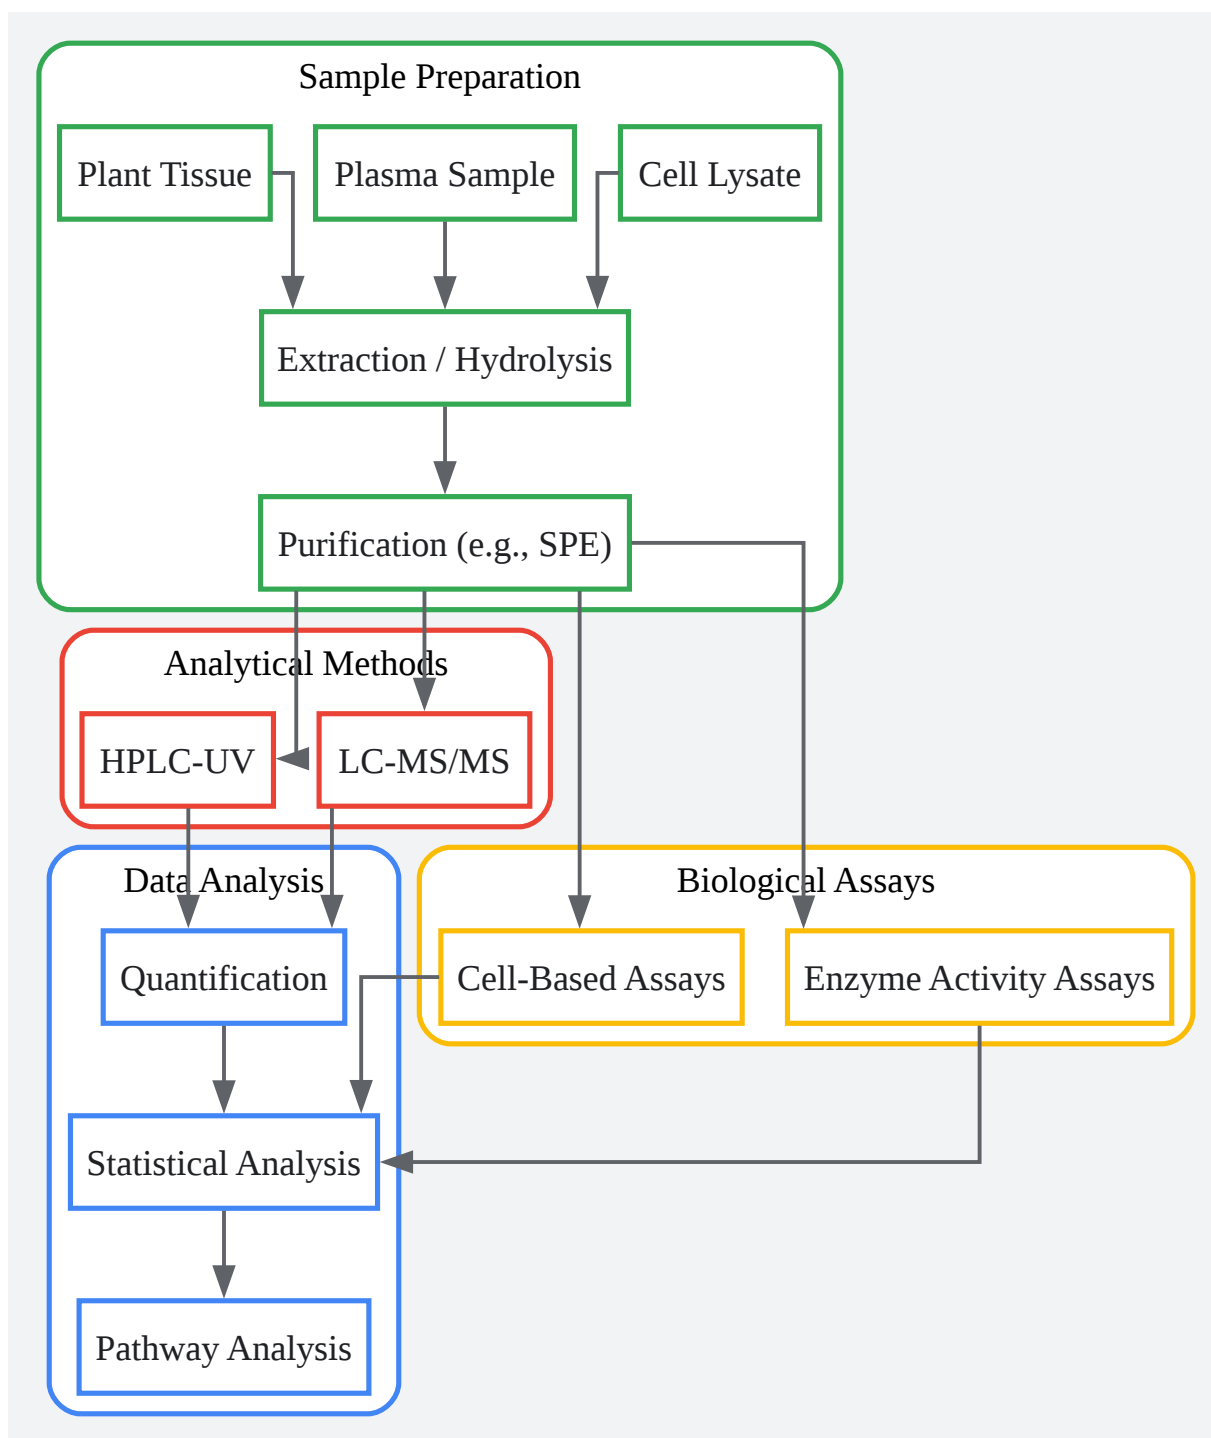 Sample Preparation
Plant Tissue
Plasma Sample
Cell Lysate
Extraction / Hydrolysis
Purification (e.g., SPE)
Analytical Methods
HPLC-UV
LC-MS/MS
Data Analysis
Biological Assays
Quantification
Cell-Based Assays
Enzyme Activity Assays
Statistical Analysis
Pathway Analysis